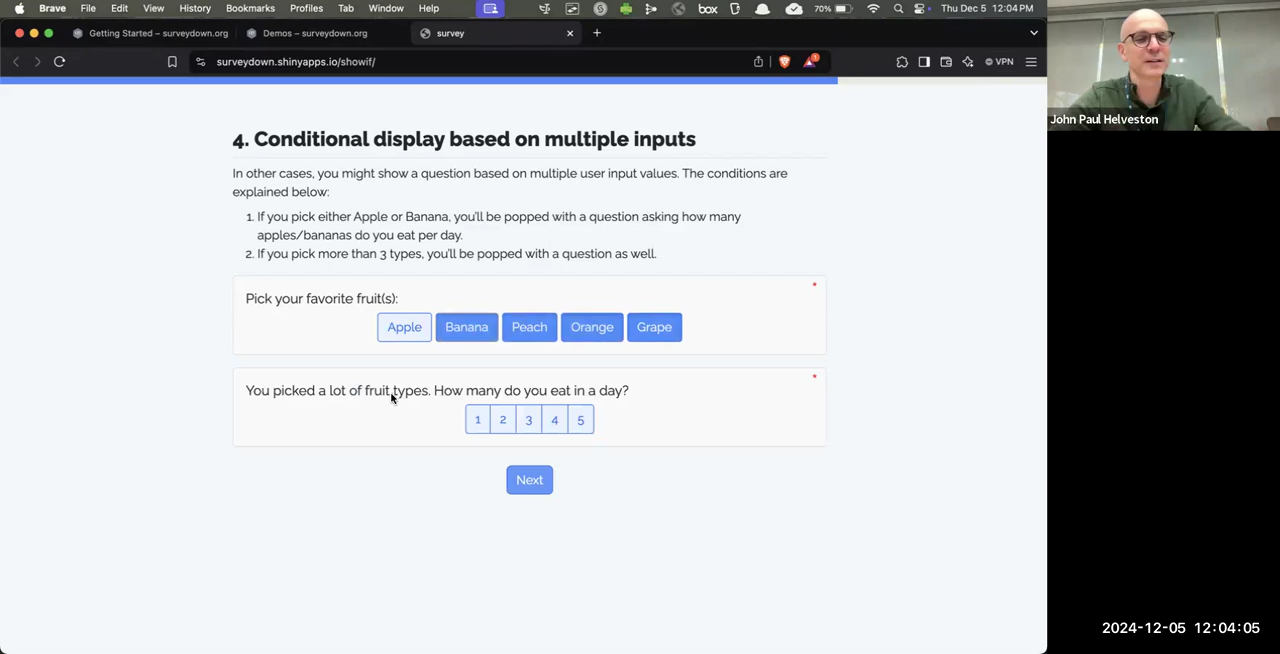 Brave File Edit View History Bookmarks Profiles Tab Window Help box 70% Thu Dec 5 12:04 PM
Getting Started – surveydown.org Demos – surveydown.org survey
surveydown.shinyapps.io/showif/ 1 VPN
4. Conditional display based on multiple inputs
In other cases, you might show a question based on multiple user input values. The conditions are
explained below:
1. If you pick either Apple or Banana, you'll be popped with a question asking how many
apples/bananas do you eat per day.
2. If you pick more than 3 types, you'll be popped with a question as well.
*
Pick your favorite fruit(s):
Apple Banana Peach Orange Grape
*
You picked a lot of fruit types. How many do you eat in a day?
1 2 3 4 5
Next
John Paul Helveston
2024-12-05 12:04:05